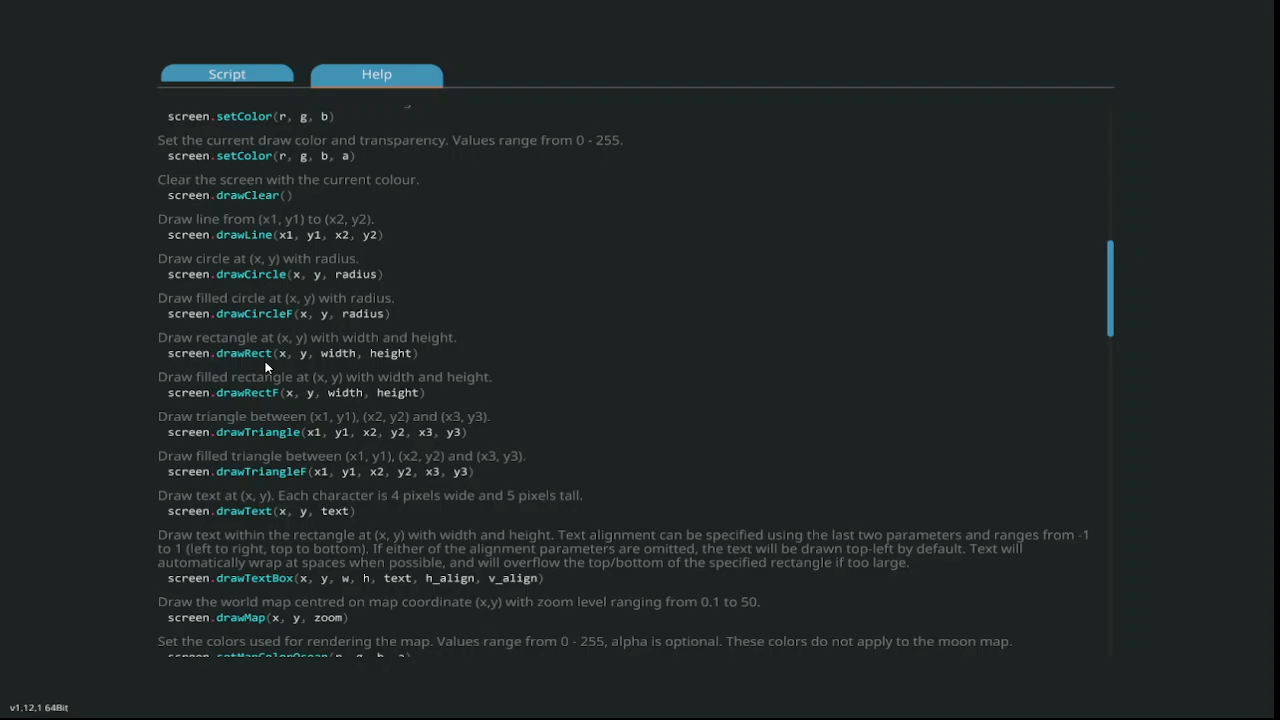 Script
Help
screen.setColor(r, g, b)
Set the current draw color and transparency. Values range from 0 - 255.
screen.setColor(r, g, b, a)
Clear the screen with the current colour.
screen.drawClear()
Draw line from (x1, y1) to (x2, y2).
screen.drawLine(x1, y1, x2, y2)
Draw circle at (x, y) with radius.
screen.drawCircle(x, y, radius)
Draw filled circle at (x, y) with radius.
screen.drawCircleF(x, y, radius)
Draw rectangle at (x, y) with width and height.
screen.drawRect(x, y, width, height)
Draw filled rectangle at (x, y) with width and height.
screen.drawRectF(x, y, width, height)
Draw triangle between (x1, y1), (x2, y2) and (x3, y3).
screen.drawTriangle(x1, y1, x2, y2, x3, y3)
Draw filled triangle between (x1, y1), (x2, y2) and (x3, y3).
screen.drawTriangleF(x1, y1, x2, y2, x3, y3)
Draw text at (x, y). Each character is 4 pixels wide and 5 pixels tall.
screen.drawText(x, y, text)
Draw text within the rectangle at (x, y) with width and height. Text alignment can be specified using the last two parameters and ranges from -1
to 1 (left to right, top to bottom). If either of the alignment parameters are omitted, the text will be drawn top-left by default. Text will
automatically wrap at spaces when possible, and will overflow the top/bottom of the specified rectangle if too large.
screen.drawTextBox(x, y, w, h, text, h_align, v_align)
Draw the world map centred on map coordinate (x,y) with zoom level ranging from 0.1 to 50.
screen.drawMap(x, y, zoom)
Set the colors used for rendering the map. Values range from 0 - 255, alpha is optional. These colors do not apply to the moon map.
screen.setMapColorOcean(r, g, b, a)
v1.12.1 64Bit